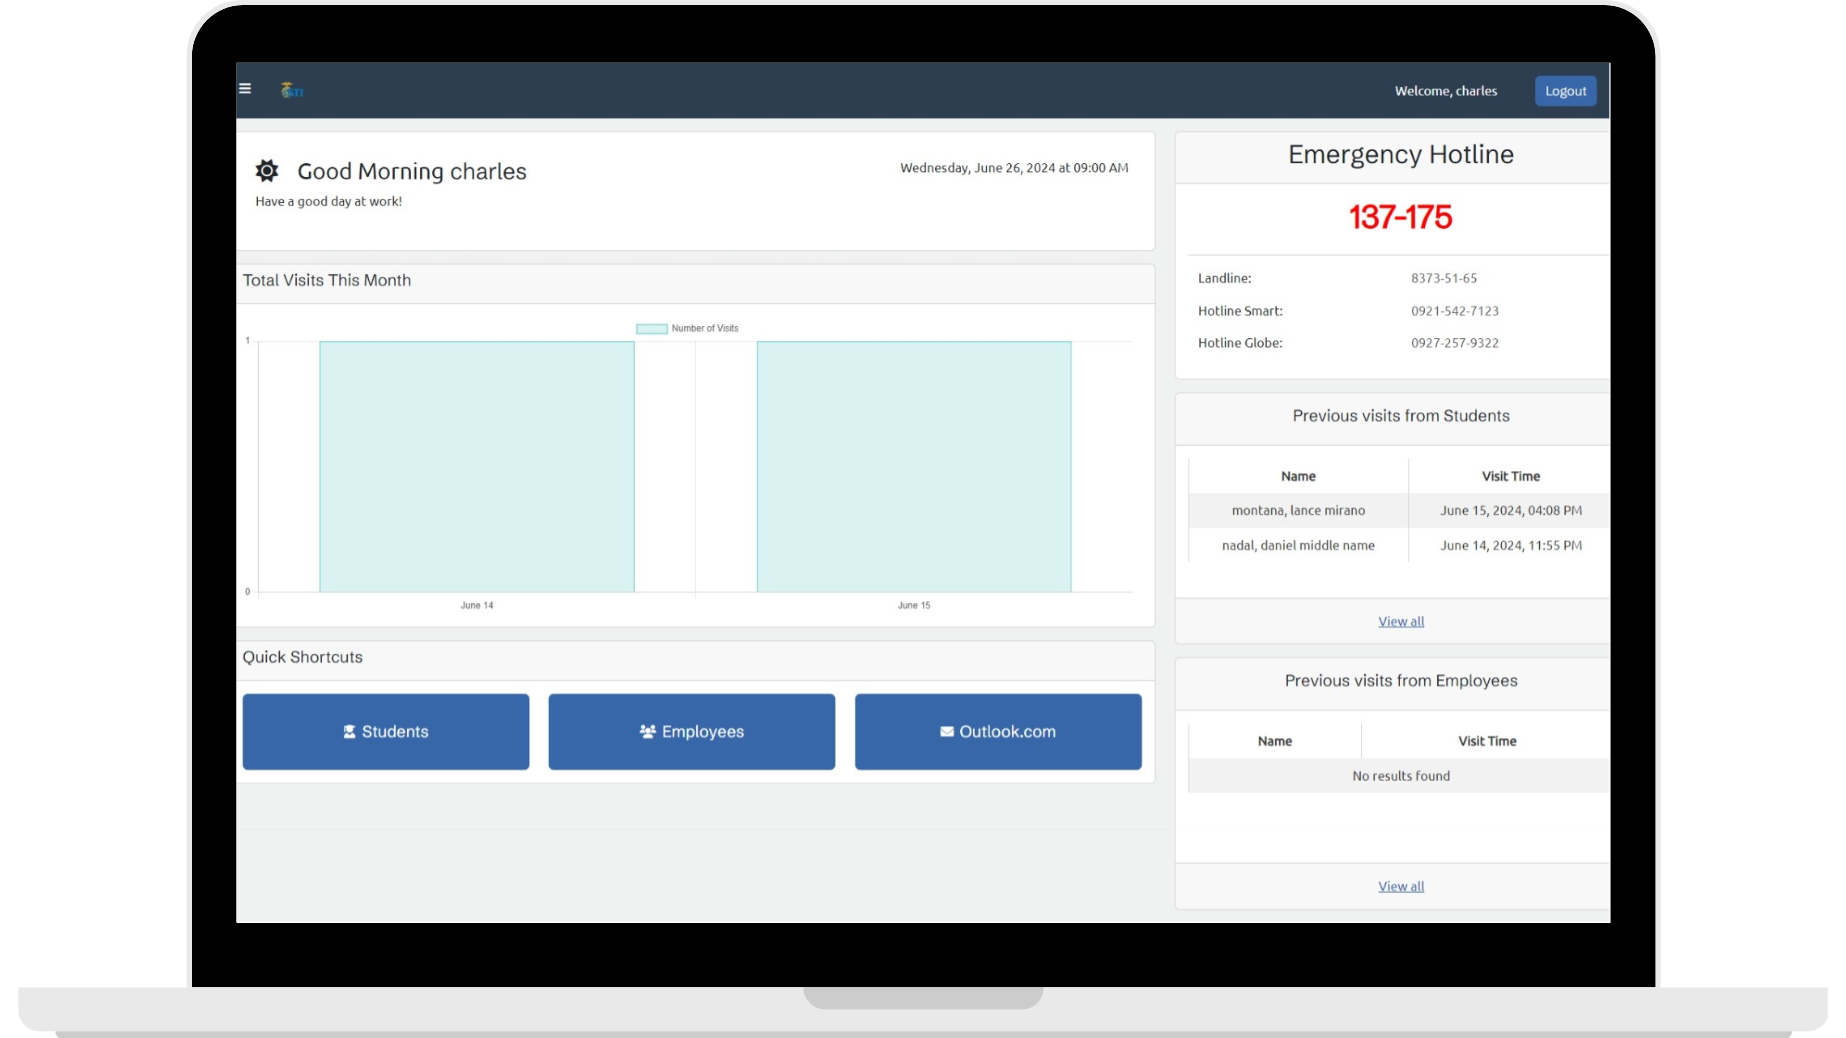 STI
Welcome, charles
Logout
Good Morning charles
Wednesday, June 26, 2024 at 09:00 AM
Have a good day at work!
Total Visits This Month
Number of Visits
1
0
June 14
June 15
Quick Shortcuts
Students
Employees
Outlook.com
Emergency Hotline
137-175
Landline: 8373-51-65
Hotline Smart: 0921-542-7123
Hotline Globe: 0927-257-9322
Previous visits from Students
Name Visit Time
montana, lance mirano June 15, 2024, 04:08 PM
nadal, daniel middle name June 14, 2024, 11:55 PM
View all
Previous visits from Employees
Name Visit Time
No results found
View all